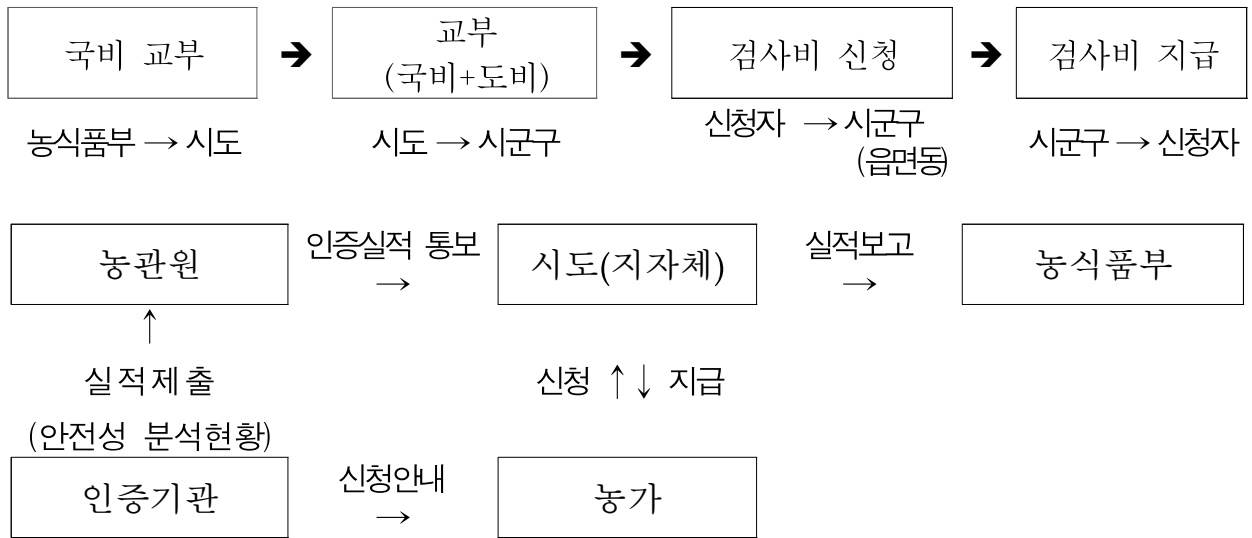 국비 교부 ➔ 교부 ➔ 검사비 신청 ➔ 검사비 지급
(국비+도비)
농식품부 → 시도 시도 → 시군구 신청자 → 시군구 시군구 → 신청자
(읍면동)
농관원 인증실적 통보 시도(지자체) 실적보고 농식품부
→ →
↑
실적제출 신청 ↑↓ 지급
(안전성 분석현황)
인증기관 신청안내 농가
→